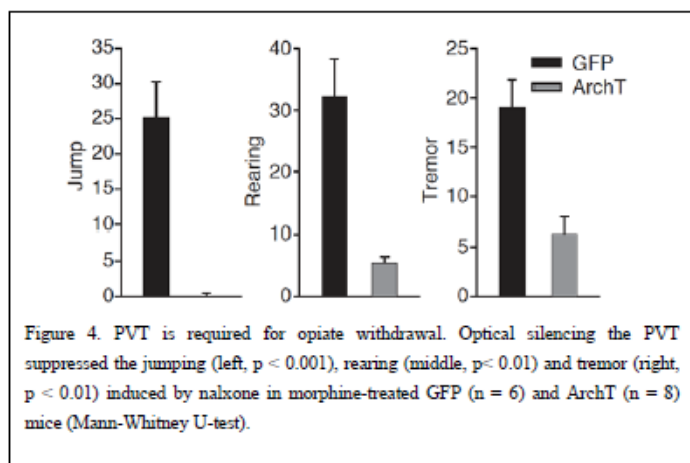 35
30
25
20
15
10
5
0
Jump
40
30
20
10
0
Rearing
25
20
15
10
5
0
Tremor
GFP
ArchT
Figure 4. PVT is required for opiate withdrawal. Optical silencing the PVT
suppressed the jumping (left, p < 0.001), rearing (middle, p< 0.01) and tremor (right,
p < 0.01) induced by nalxone in morphine-treated GFP (n = 6) and ArchT (n = 8)
mice (Mann-Whitney U-test).